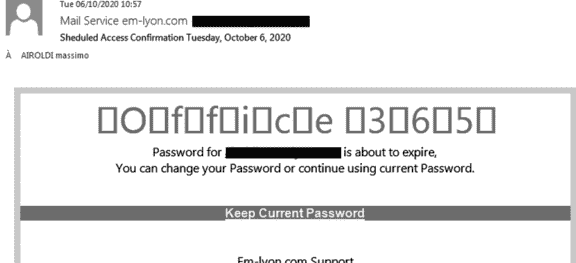 Tue 06/10/2020 10:57
Mail Service em-lyon.com
Sheduled Access Confirmation Tuesday, October 6, 2020
À AIROLDI massimo
▯O▯f▯f▯i▯c▯e ▯3▯6▯5▯
Password for is about to expire,
You can change your Password or continue using current Password.
Keep Current Password
Em-lyon.com Support